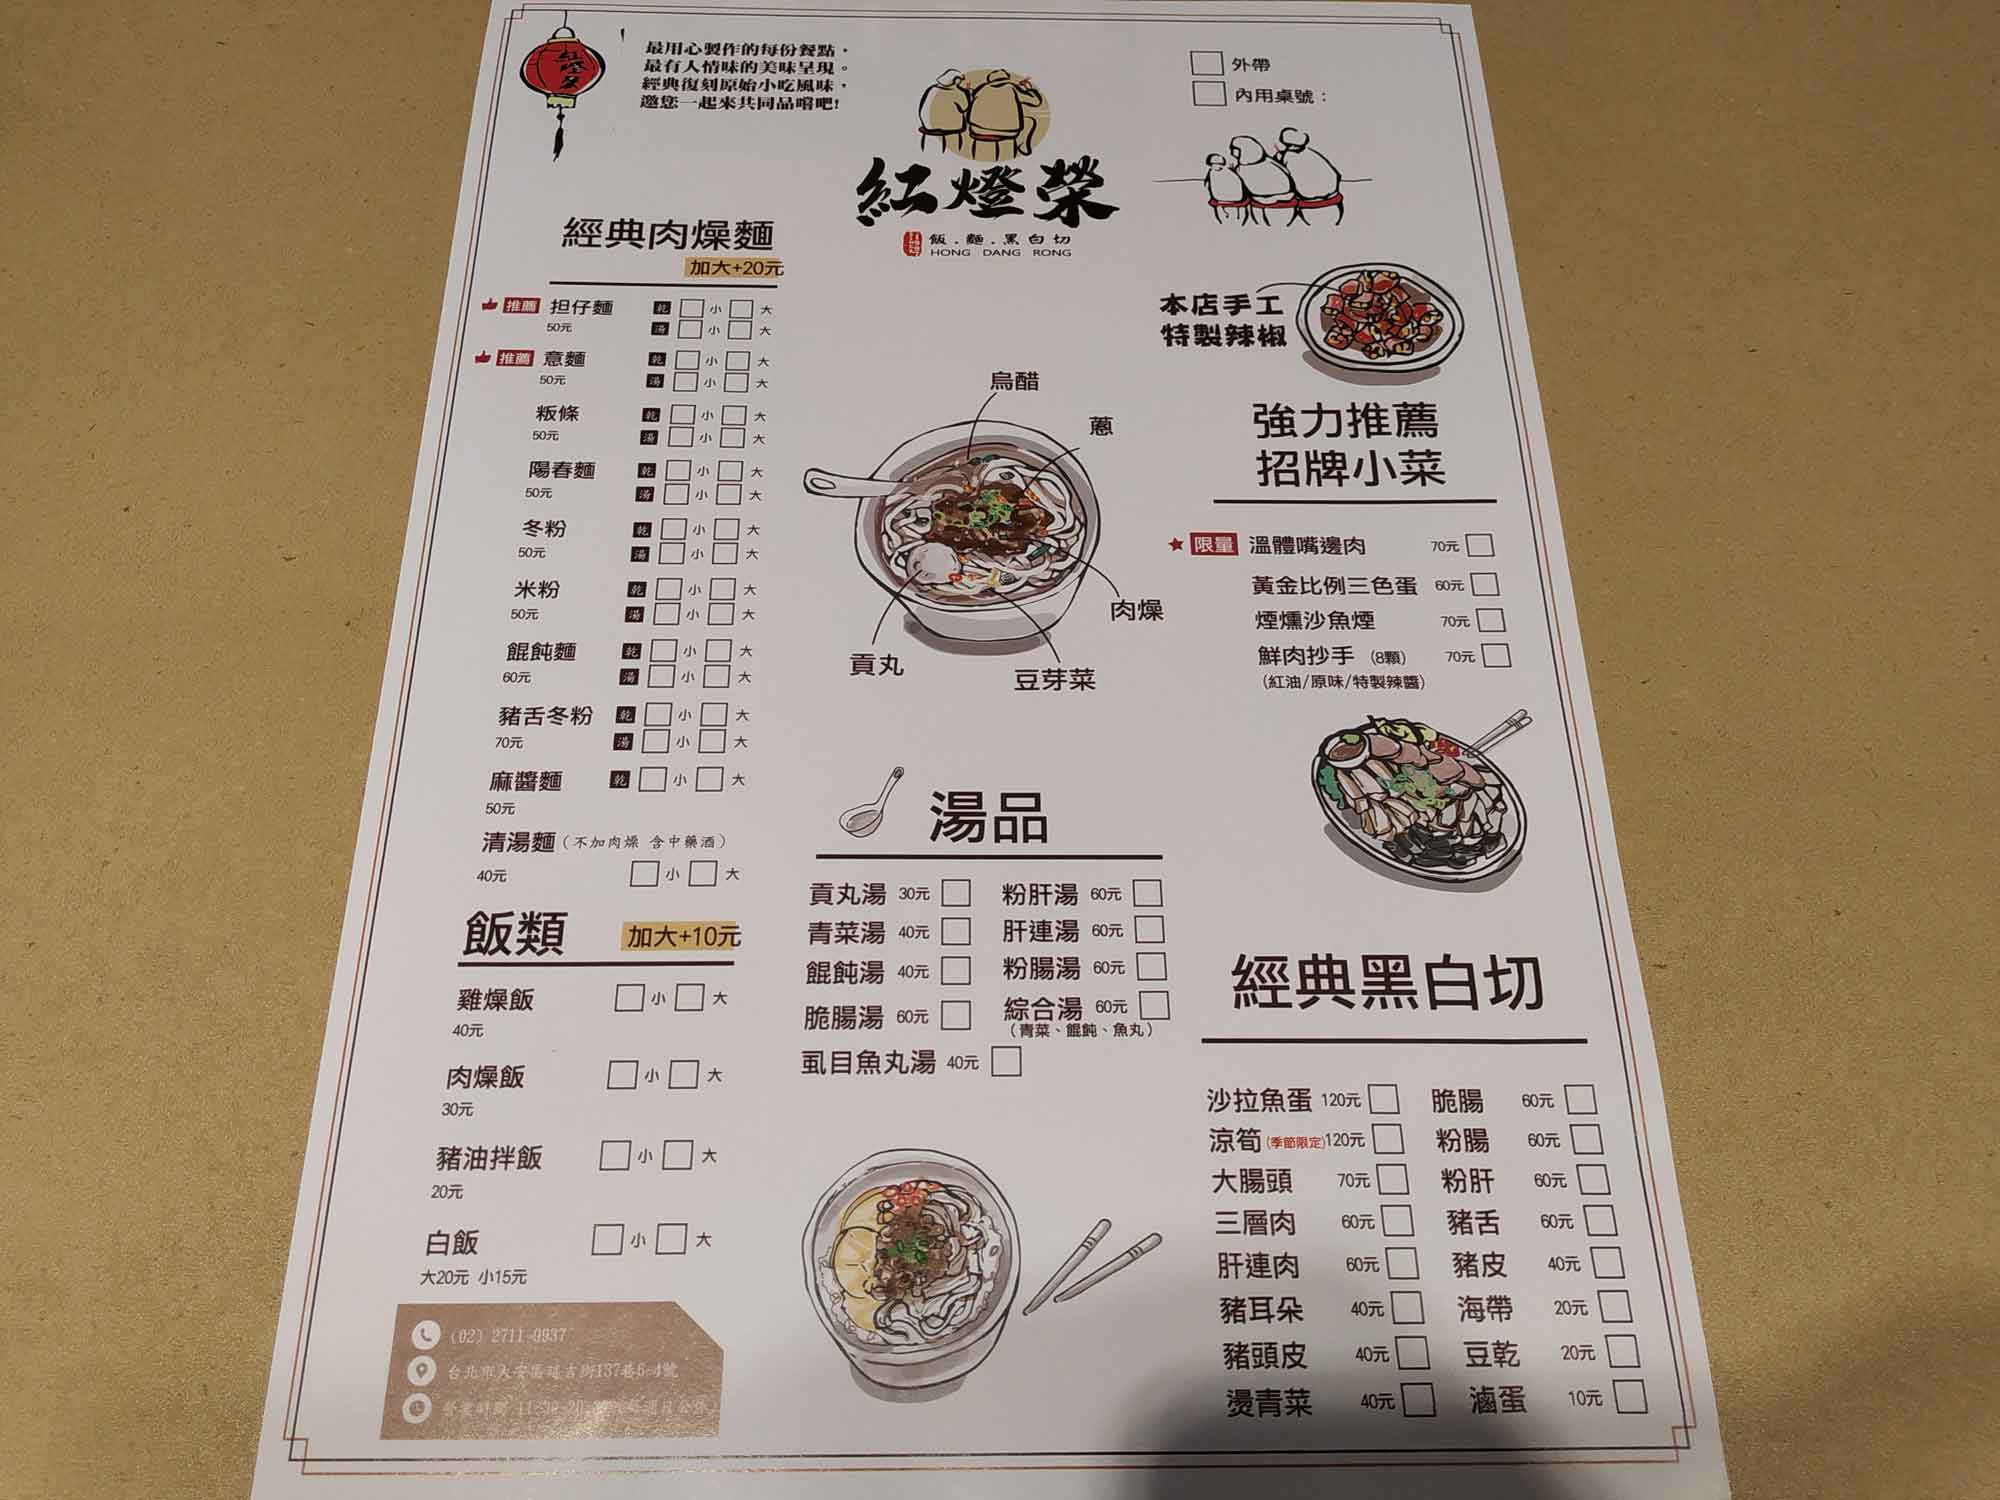 紅燈榮
最用心製作的每份餐點，
最有人情味的美味呈現。
經典復刻原始小吃風味，
邀您一起來共同品嚐吧!
紅燈榮
飯.麵.黑白切
HONG DANG RONG
外帶
內用桌號：
經典肉燥麵
加大+20元
推薦 担仔麵 乾 小 大
50元 湯 小 大
推薦 意麵 乾 小 大
50元 湯 小 大
粄條 乾 小 大
50元 湯 小 大
陽春麵 乾 小 大
50元 湯 小 大
冬粉 乾 小 大
50元 湯 小 大
米粉 乾 小 大
50元 湯 小 大
餛飩麵 乾 小 大
60元 湯 小 大
豬舌冬粉 乾 小 大
70元 湯 小 大
麻醬麵 乾 小 大
50元
清湯麵（不加肉燥 含中藥酒）
40元 小 大
飯類 加大+10元
雞燥飯 小 大
40元
肉燥飯 小 大
30元
豬油拌飯 小 大
20元
白飯 小 大
大20元 小15元
(02) 2711-9937
台北市大安區延吉街137巷6-4號
烏醋
蔥
肉燥
貢丸
豆芽菜
湯品
貢丸湯 30元 粉肝湯 60元
青菜湯 40元 肝連湯 60元
餛飩湯 40元 粉腸湯 60元
脆腸湯 60元 綜合湯 60元
（青菜、餛飩、魚丸）
虱目魚丸湯 40元
本店手工
特製辣椒
強力推薦
招牌小菜
限量 溫體嘴邊肉 70元
黃金比例三色蛋 60元
煙燻沙魚煙 70元
鮮肉抄手 (8顆) 70元
(紅油/原味/特製辣醬)
經典黑白切
沙拉魚蛋 120元 脆腸 60元
涼筍(季節限定)120元 粉腸 60元
大腸頭 70元 粉肝 60元
三層肉 60元 豬舌 60元
肝連肉 60元 豬皮 40元
豬耳朵 40元 海帶 20元
豬頭皮 40元 豆乾 20元
燙青菜 40元 滷蛋 10元